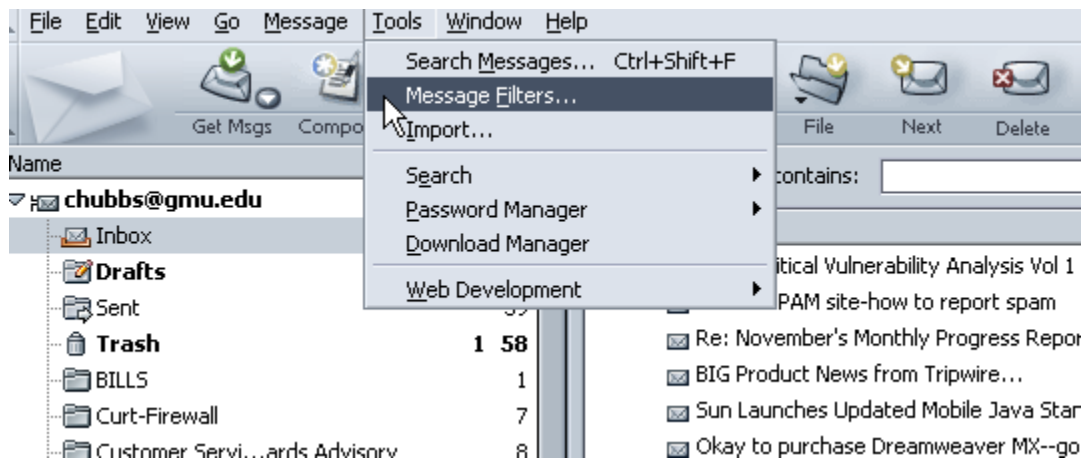 File Edit View Go Message Tools Window Help
Search Messages... Ctrl+Shift+F
Message Filters...
Import...
Search
Password Manager
Download Manager
Web Development
Get Msgs Compo
File Next Delete
Name
contains:
chubbs@gmu.edu
Inbox
Drafts
Sent
Trash 1 58
BILLS 1
Curt-Firewall 7
Customer Servi...ards Advisory 8
itical Vulnerability Analysis Vol 1
PAM site-how to report spam
Re: November's Monthly Progress Repor
BIG Product News from Tripwire...
Sun Launches Updated Mobile Java Star
Okay to purchase Dreamweaver MX--go